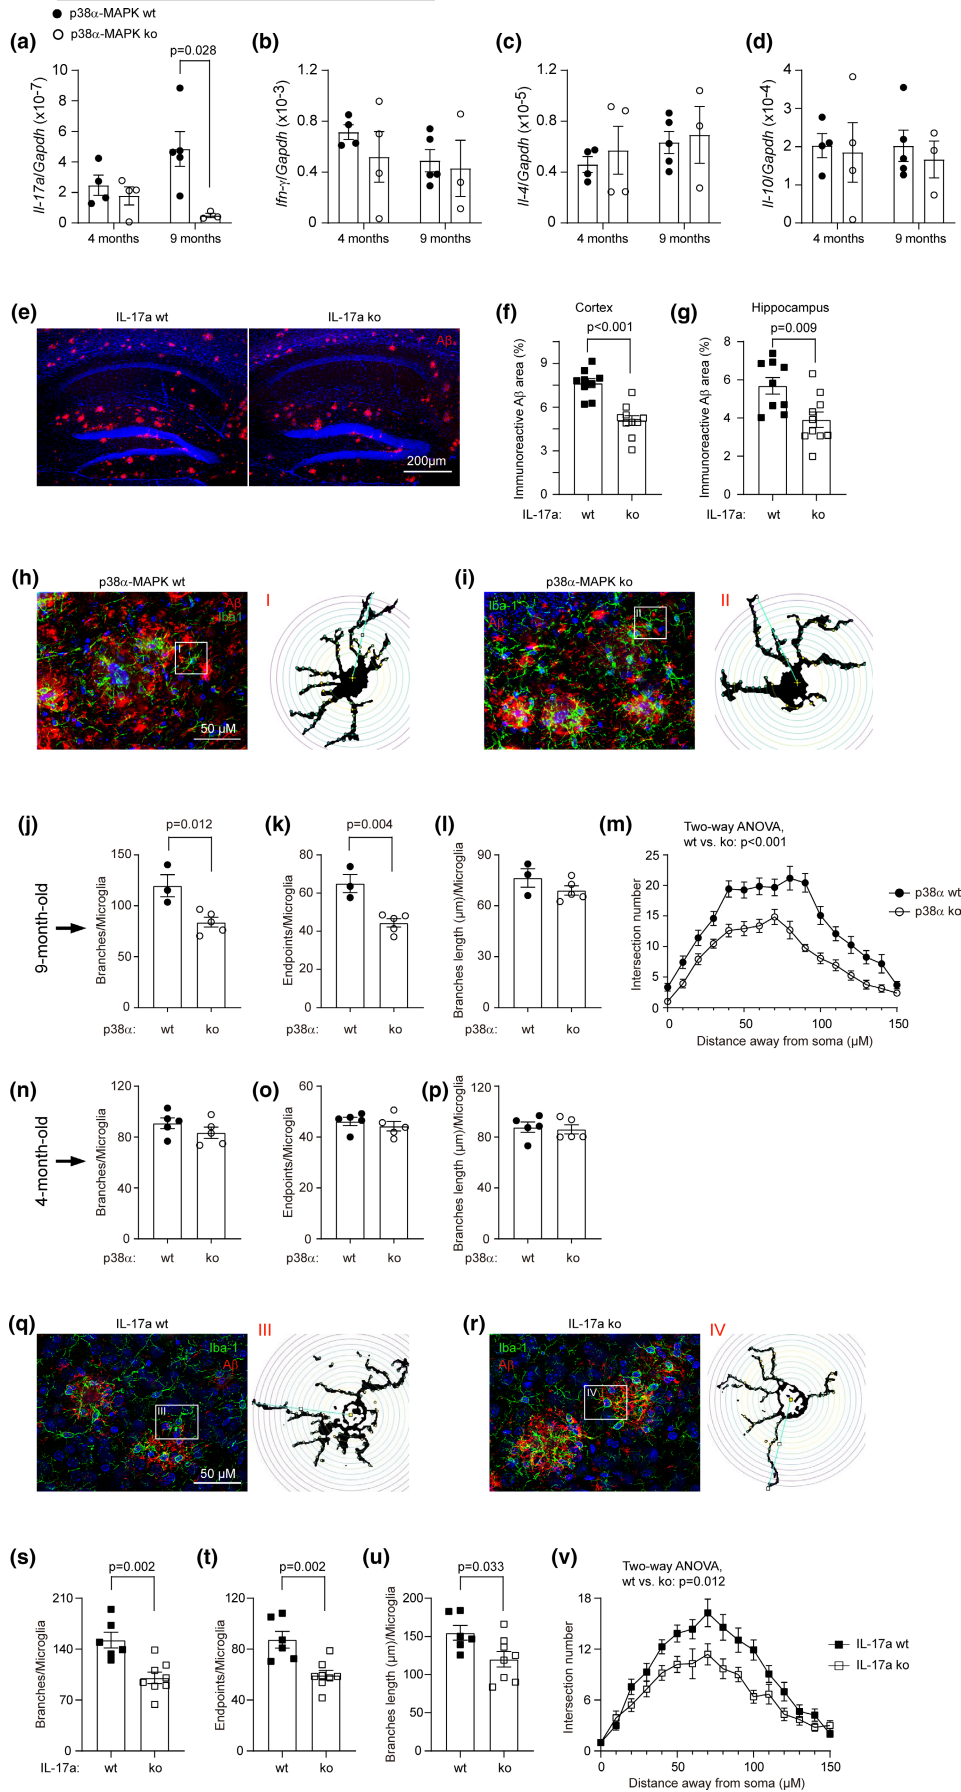 p38α-MAPK wt
p38α-MAPK ko
(a) (b) (c) (d)
p=0.028
Il-17a/Gapdh (x10-7)
10
8
6
4
2
0
4 months 9 months
Ifn-γ/Gapdh (x10-3)
1.2
0.8
0.4
0
4 months 9 months
Il-4/Gapdh (x10-5)
1.2
0.8
0.4
0
4 months 9 months
Il-10/Gapdh (x10-4)
4
3
2
1
0
4 months 9 months
(e) IL-17a wt IL-17a ko
Aβ
200µm
(f) Cortex
p<0.001
Immunoreactive Aβ area (%)
9
6
3
0
IL-17a: wt ko
(g) Hippocampus
p=0.009
Immunoreactive Aβ area (%)
8
6
4
2
0
IL-17a: wt ko
(h) p38α-MAPK wt
Aβ
Iba1
I
50 µM
I
(i) p38α-MAPK ko
Iba-1
Aβ
II
II
9-month-old
(j)
p=0.012
Branches/Microglia
150
100
50
0
p38α: wt ko
(k)
p=0.004
Endpoints/Microglia
80
60
40
20
0
p38α: wt ko
(l)
Branches length (µm)/Microglia
90
60
30
0
p38α: wt ko
(m)
Two-way ANOVA,
wt vs. ko: p<0.001
Intersection number
25
20
15
10
5
0
0 50 100 150
Distance away from soma (µM)
p38α wt
p38α ko
4-month-old
(n)
Branches/Microglia
120
80
40
0
p38α: wt ko
(o)
Endpoints/Microglia
60
40
20
0
p38α: wt ko
(p)
Branches length (µm)/Microglia
120
80
40
0
p38α: wt ko
(q) IL-17a wt
Iba-1
Aβ
III
50 µM
III
(r) IL-17a ko
Iba-1
Aβ
IV
IV
(s)
p=0.002
Branches/Microglia
210
140
70
0
IL-17a: wt ko
(t)
p=0.002
Endpoints/Microglia
120
80
40
0
wt ko
(u)
p=0.033
Branches length (µm)/Microglia
200
150
100
50
0
wt ko
(v)
Two-way ANOVA,
wt vs. ko: p=0.012
Intersection number
18
12
6
0
0 50 100 150
Distance away from soma (µM)
IL-17a wt
IL-17a ko